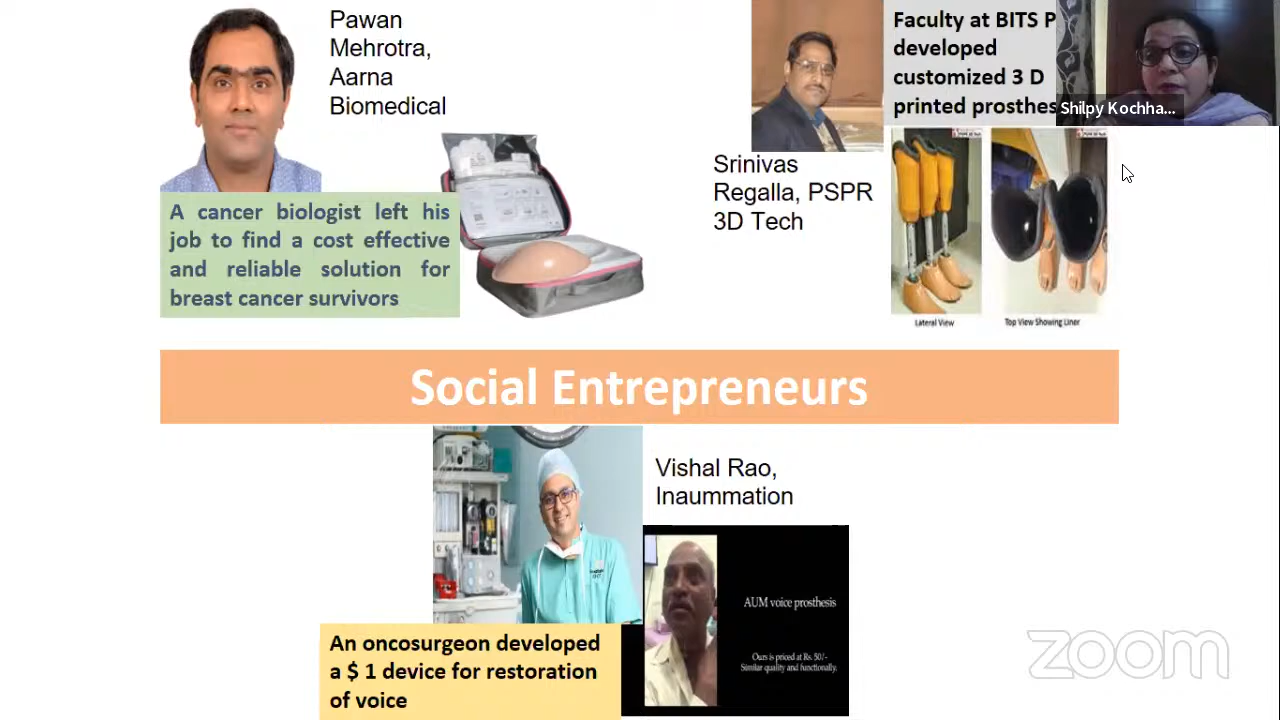 Pawan
Mehrotra,
Aarna
Biomedical
A cancer biologist left his
job to find a cost effective
and reliable solution for
breast cancer survivors
Srinivas
Regalla, PSPR
3D Tech
Faculty at BITS P
developed
customized 3 D
printed prosthes
Shilpy Kochha...
Lateral View
Top View Showing Liner
Social Entrepreneurs
Vishal Rao,
Inaummation
AUM voice prosthesis
Ours is priced at Rs. 50/-
Similar quality and functionally.
An oncosurgeon developed
a $ 1 device for restoration
of voice
zoom